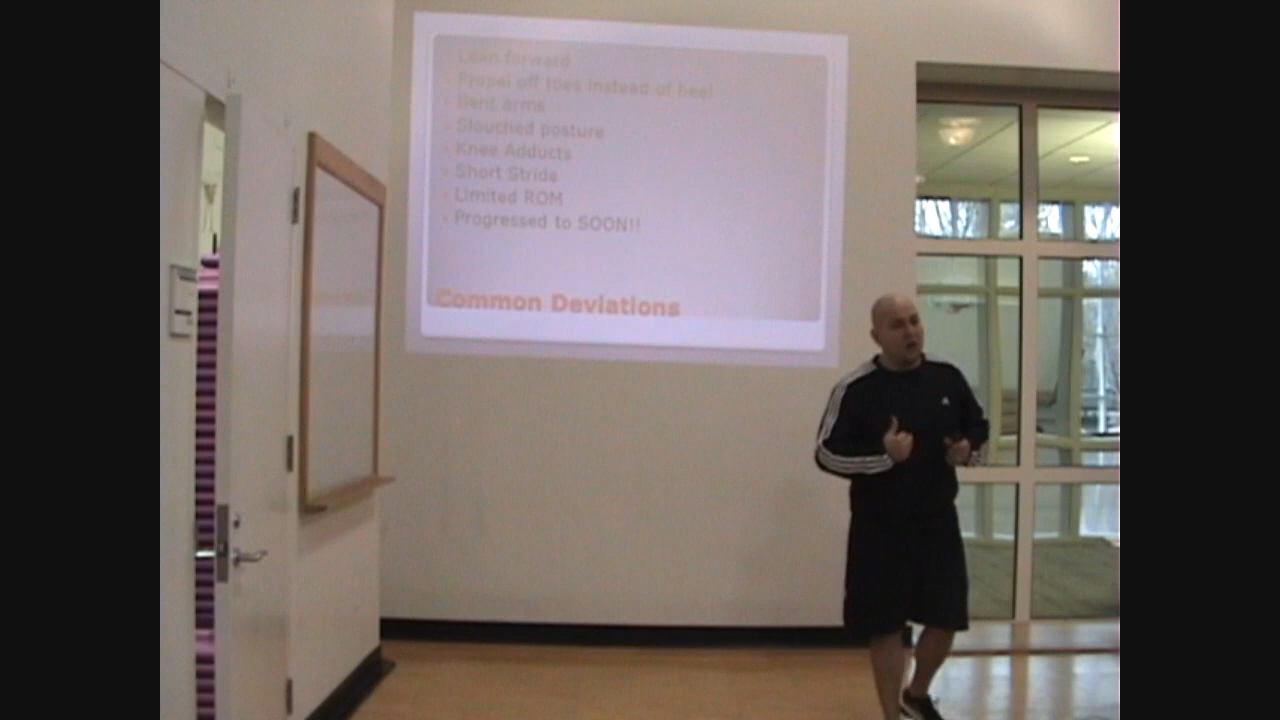 Lean forward
Propel off toes instead of heel
Bent arms
Slouched posture
Knee Adducts
Short Stride
Limited ROM
Progressed to SOON!!
Common Deviations